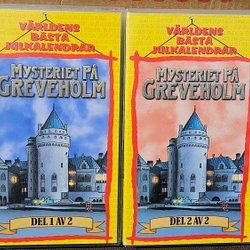 VÄRLDENS
BÄSTA
JULKALENDRAR
MYSTERIET PÅ
GREVEHOLM
DEL 1 AV 2
VÄRLDENS
BÄSTA
JULKALENDRAR
MYSTERIET PÅ
GREVEHOLM
DEL 2 AV 2